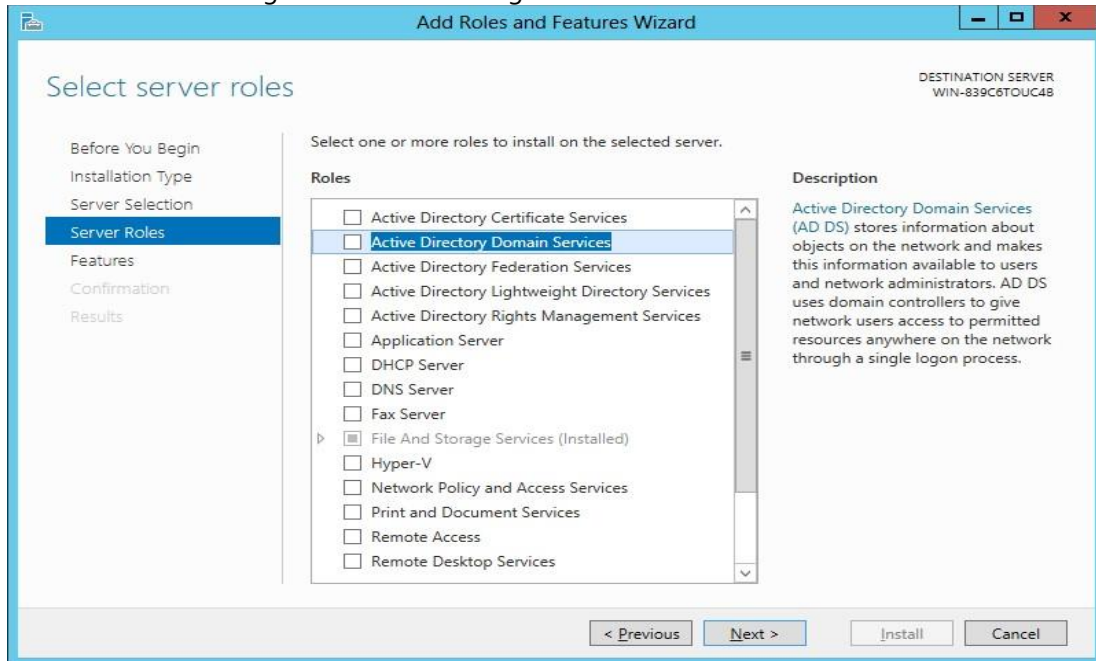 Add Roles and Features Wizard
Select server roles
DESTINATION SERVER
WIN-839C6TOUC4B
Before You Begin
Installation Type
Server Selection
Server Roles
Features
Confirmation
Results
Select one or more roles to install on the selected server.
Roles
Active Directory Certificate Services
Active Directory Domain Services
Active Directory Federation Services
Active Directory Lightweight Directory Services
Active Directory Rights Management Services
Application Server
DHCP Server
DNS Server
Fax Server
File And Storage Services (Installed)
Hyper-V
Network Policy and Access Services
Print and Document Services
Remote Access
Remote Desktop Services
Description
Active Directory Domain Services
(AD DS) stores information about
objects on the network and makes
this information available to users
and network administrators. AD DS
uses domain controllers to give
network users access to permitted
resources anywhere on the network
through a single logon process.
< Previous
Next >
Install
Cancel